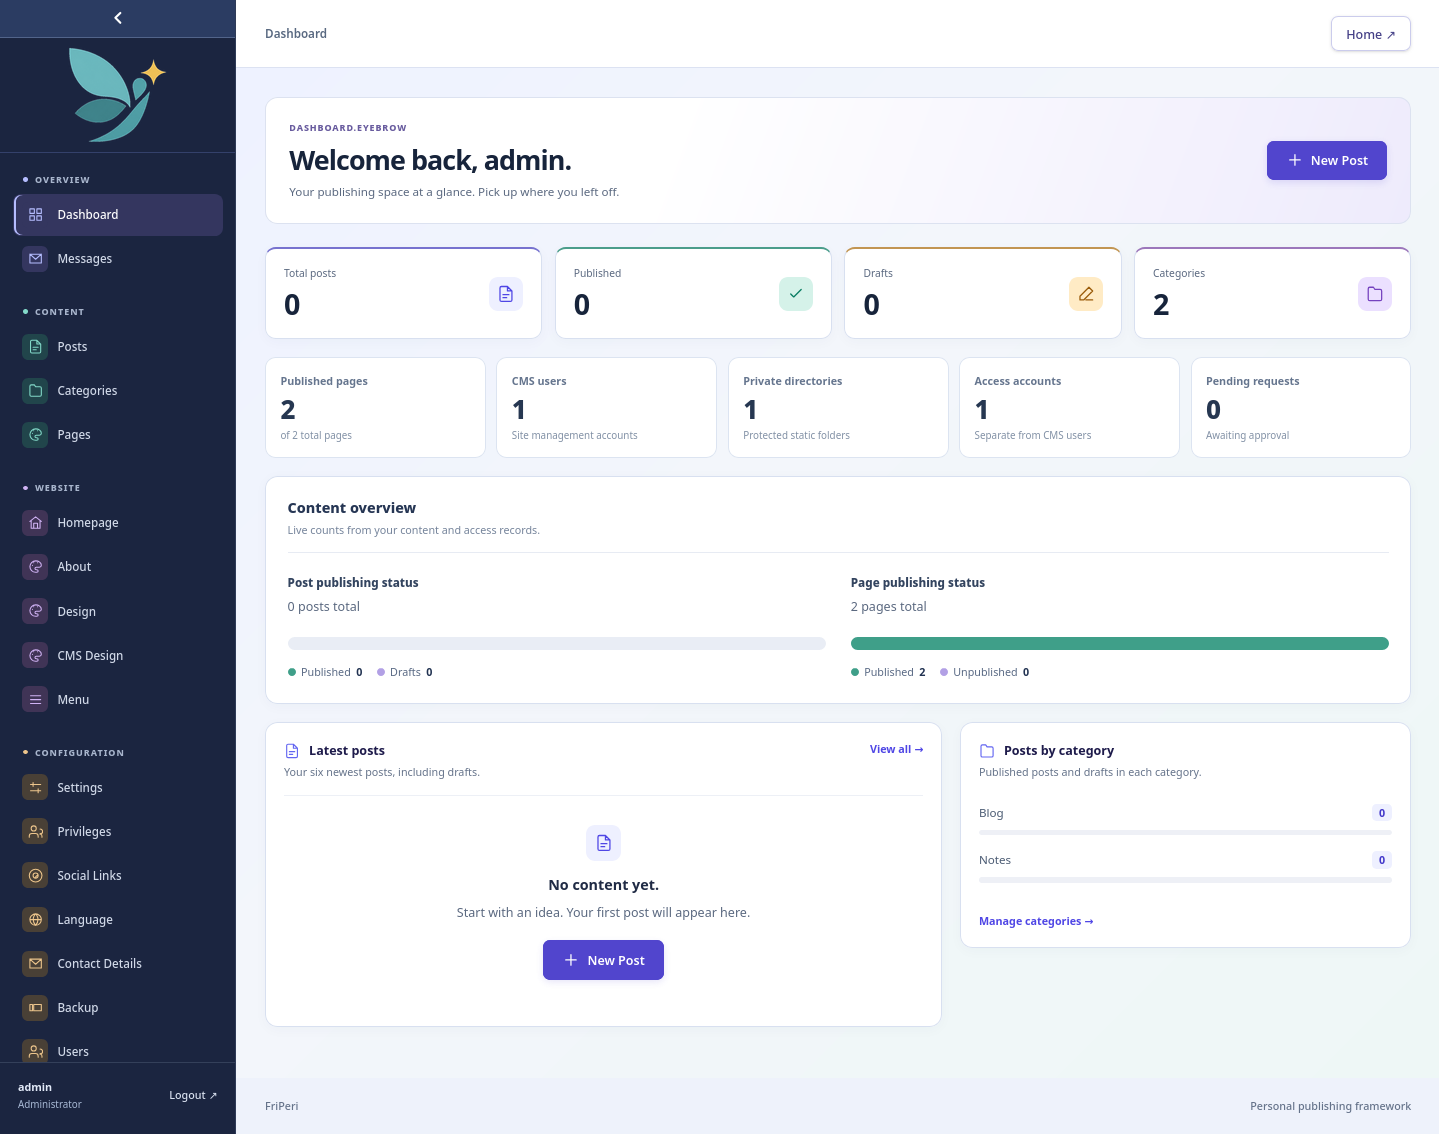 Dashboard
Home ↗
OVERVIEW
Dashboard
Messages
CONTENT
Posts
Categories
Pages
WEBSITE
Homepage
About
Design
CMS Design
Menu
CONFIGURATION
Settings
Privileges
Social Links
Language
Contact Details
Backup
Users
admin
Administrator
Logout ↗
DASHBOARD.EYEBROW
Welcome back, admin.
Your publishing space at a glance. Pick up where you left off.
New Post
Total posts
0
Published
0
Drafts
0
Categories
2
Published pages
2
of 2 total pages
CMS users
1
Site management accounts
Private directories
1
Protected static folders
Access accounts
1
Separate from CMS users
Pending requests
0
Awaiting approval
Content overview
Live counts from your content and access records.
Post publishing status
0 posts total
Published 0 Drafts 0
Page publishing status
2 pages total
Published 2 Unpublished 0
Latest posts
View all →
Your six newest posts, including drafts.
No content yet.
Start with an idea. Your first post will appear here.
New Post
Posts by category
Published posts and drafts in each category.
Blog 0
Notes 0
Manage categories →
FriPeri
Personal publishing framework